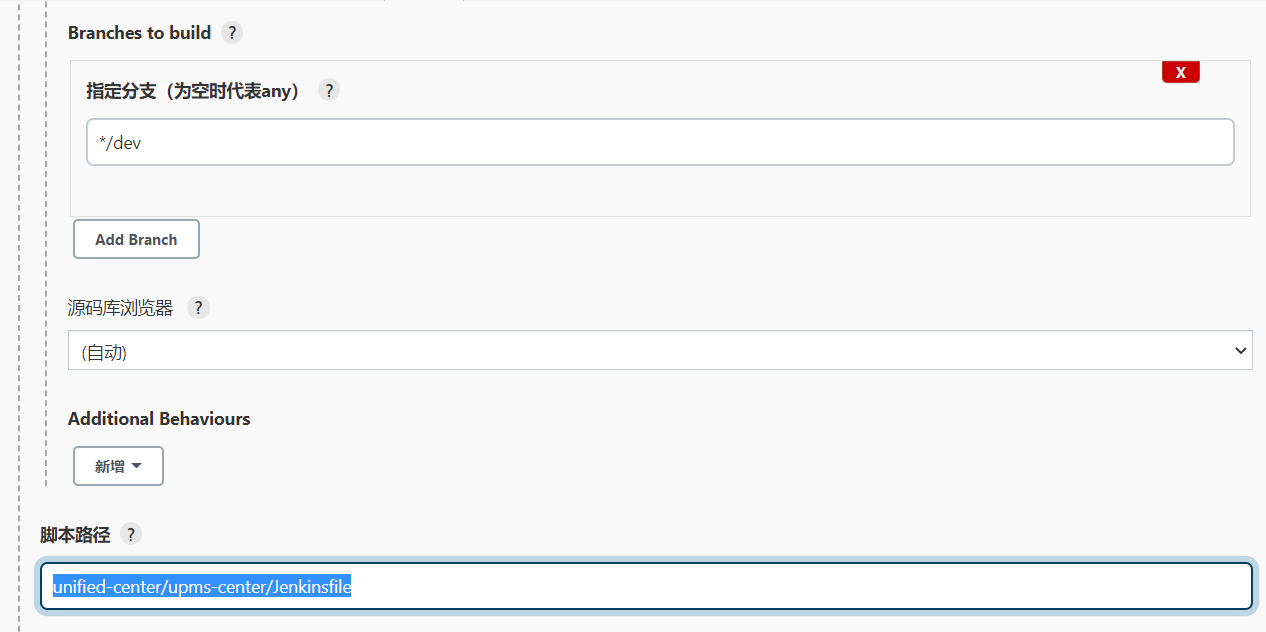 Branches to build ?
X
指定分支（为空时代表any） ?
*/dev
Add Branch
源码库浏览器 ?
(自动)
Additional Behaviours
新增
脚本路径 ?
unified-center/upms-center/Jenkinsfile